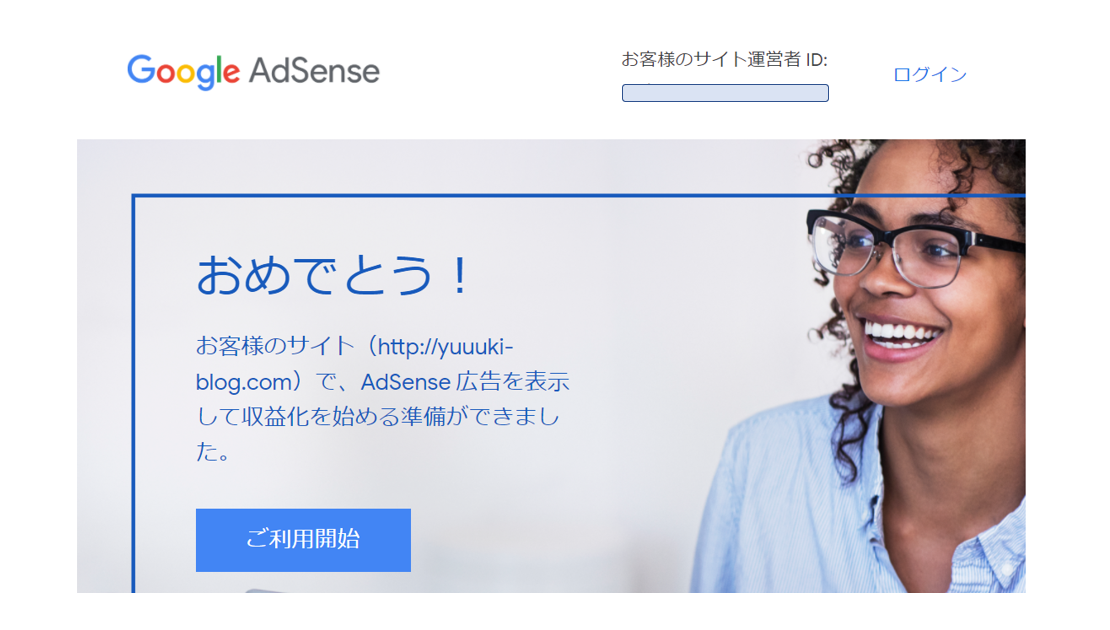 Google AdSense
お客様のサイト運営者 ID:
ログイン
おめでとう！
お客様のサイト（http://yuuuki-
blog.com）で、AdSense 広告を表示
して収益化を始める準備ができまし
た。
ご利用開始